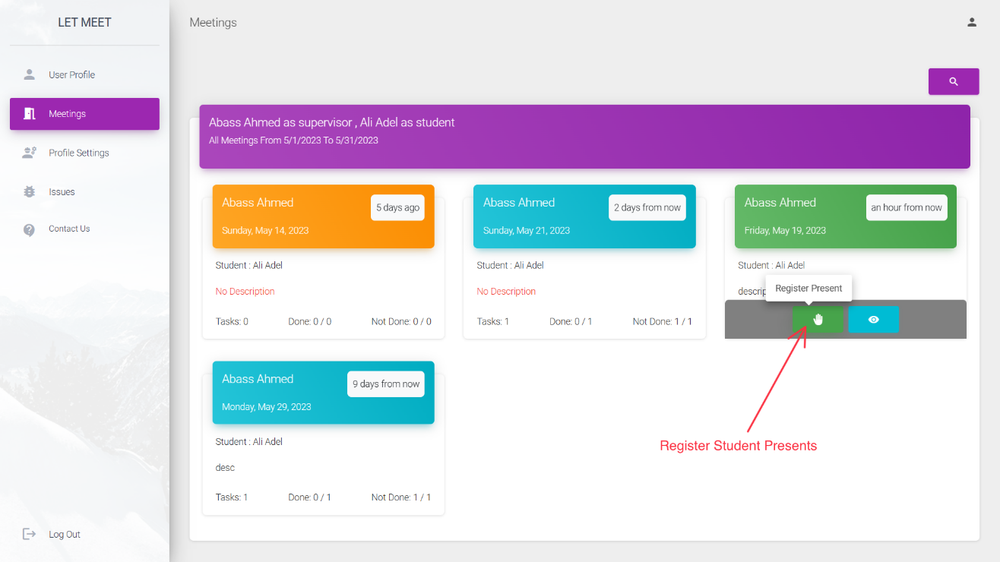 LET MEET
User Profile
Meetings
Profile Settings
Issues
Contact Us
Log Out
Meetings
Abass Ahmed as supervisor , Ali Adel as student
All Meetings From 5/1/2023 To 5/31/2023
Abass Ahmed
5 days ago
Sunday, May 14, 2023
Student : Ali Adel
No Description
Tasks: 0 Done: 0 / 0 Not Done: 0 / 0
Abass Ahmed
2 days from now
Sunday, May 21, 2023
Student : Ali Adel
No Description
Tasks: 1 Done: 0 / 1 Not Done: 1 / 1
Abass Ahmed
an hour from now
Friday, May 19, 2023
Student : Ali Adel
Register Present
Abass Ahmed
9 days from now
Monday, May 29, 2023
Student : Ali Adel
desc
Tasks: 1 Done: 0 / 1 Not Done: 1 / 1
Register Student Presents